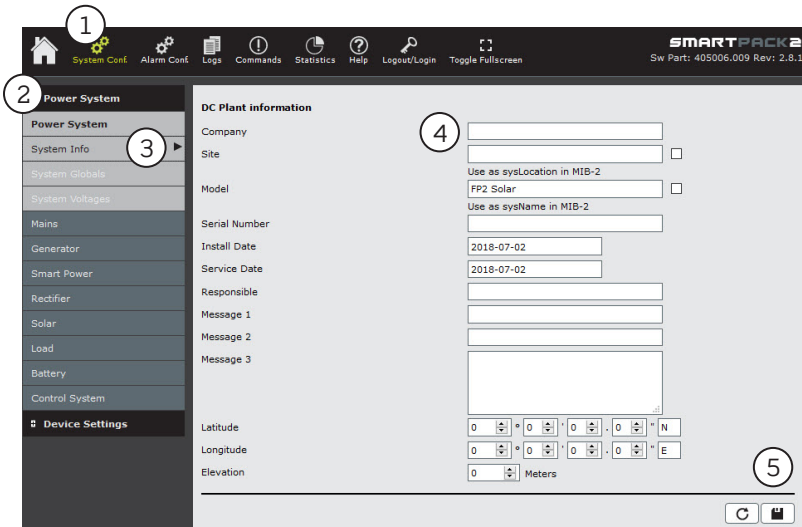 1
SMARTPACK2
System Conf. Alarm Conf. Logs Commands Statistics Help Logout/Login Toggle Fullscreen
Sw Part: 405006.009 Rev: 2.8.1
2
Power System
Power System
System Info
3
System Globals
System Voltages
Mains
Generator
Smart Power
Rectifier
Solar
Load
Battery
Control System
Device Settings
DC Plant information
Company
4
Site
Use as sysLocation in MIB-2
Model FP2 Solar
Use as sysName in MIB-2
Serial Number
Install Date 2018-07-02
Service Date 2018-07-02
Responsible
Message 1
Message 2
Message 3
Latitude 0 ° 0 ' 0 . 0 " N
Longitude 0 ° 0 ' 0 . 0 " E
Elevation 0 Meters
5